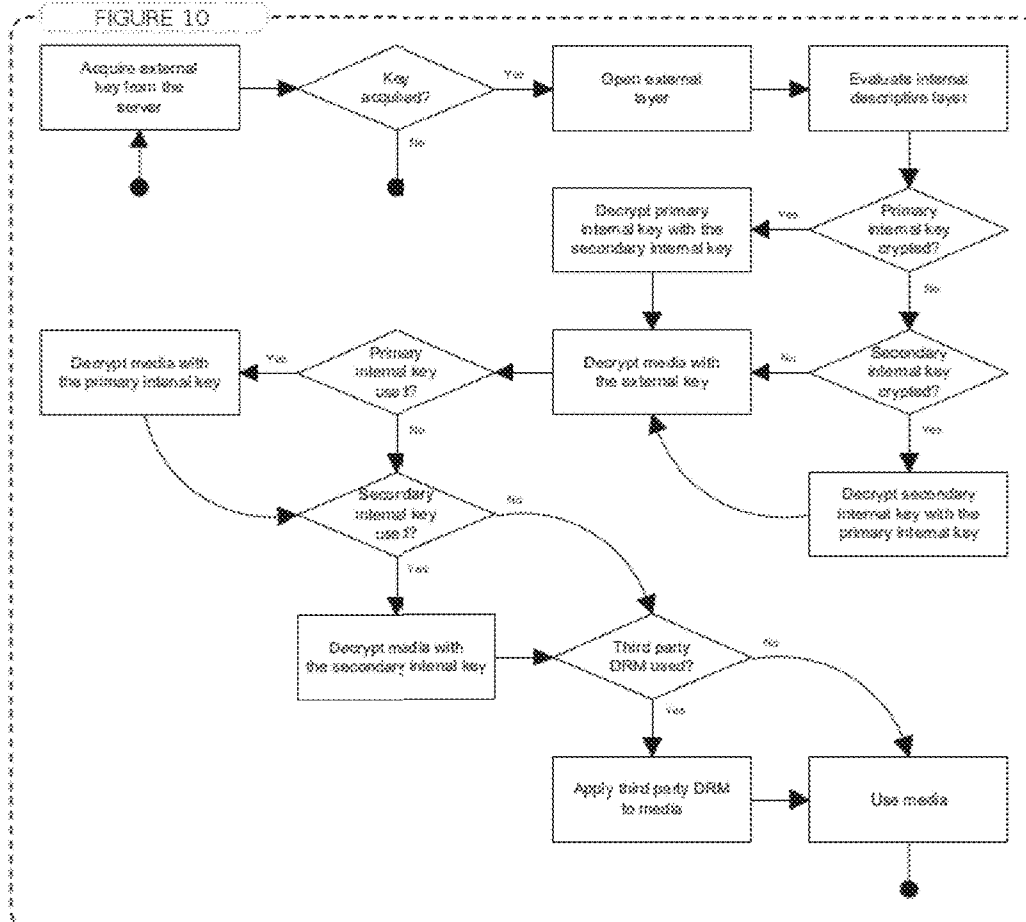 FIGURE 10
Acquire external
key from the
server
Key
acquired?
Yes
No
Open external
layer
Evaluate internal
descriptive layer
Decrypt primary
internal key with the
secondary internal key
Yes
Primary
internal key
crypted?
No
Decrypt media with
the primary internal key
Yes
Primary
internal key
used?
No
Decrypt media with
the external key
No
Secondary
internal key
crypted?
Yes
Secondary
internal key
used?
No
Yes
Decrypt secondary
internal key with the
primary internal key
Decrypt media with
the secondary internal key
Third party
DRM used?
No
Yes
Apply third party DRM
to media
Use media